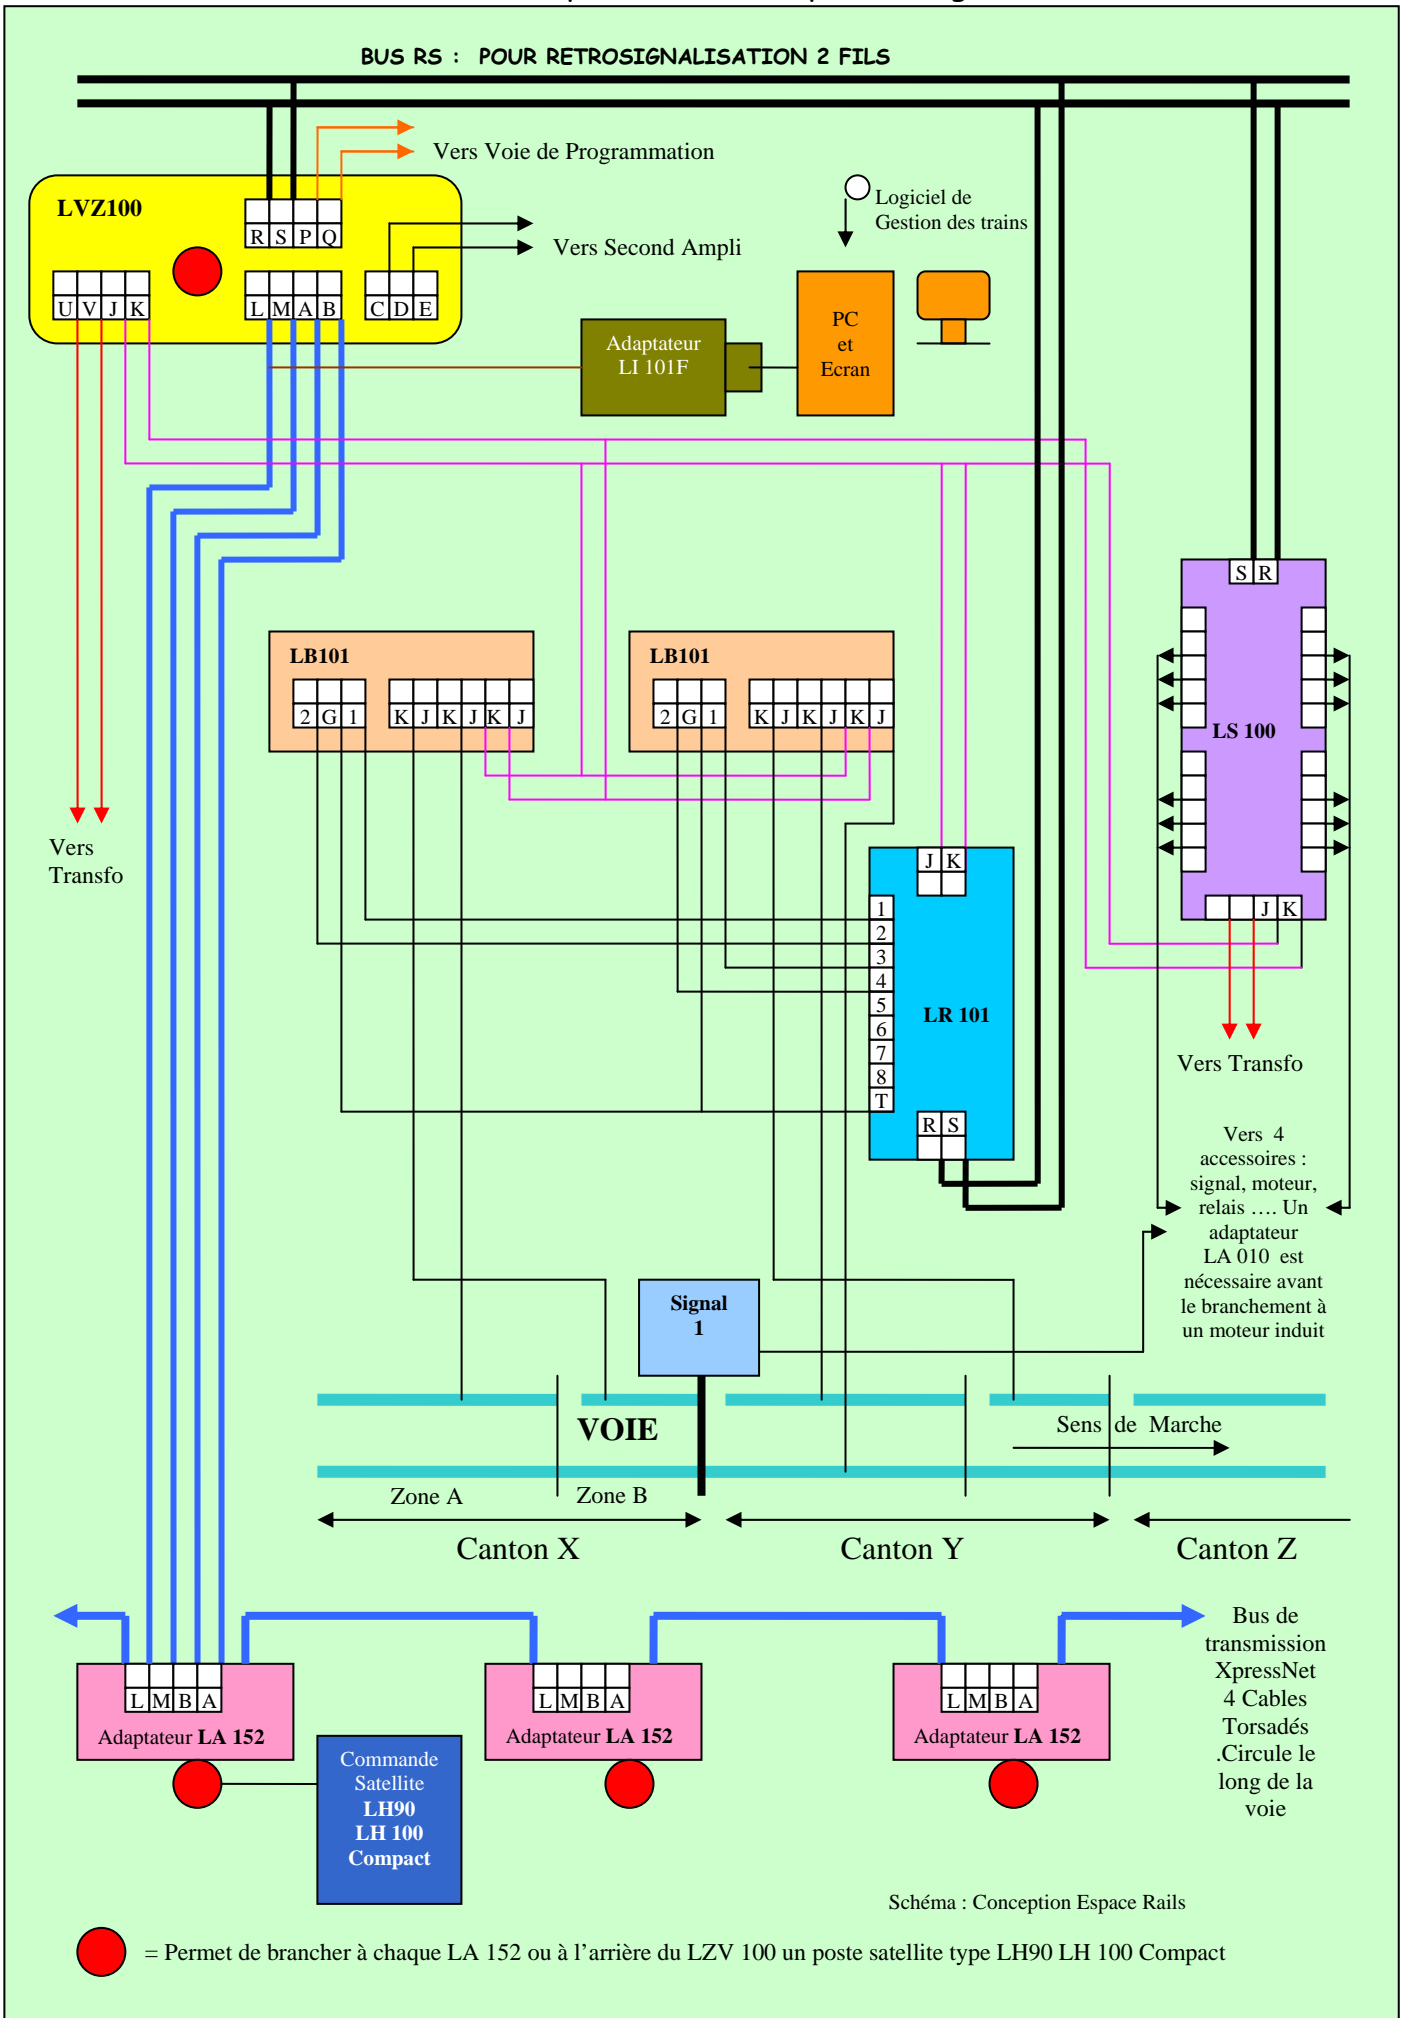 BUS RS : POUR RETROSIGNALISATION 2 FILS
Vers Voie de Programmation
LVZ100
R S P Q
Vers Second Ampli
U V J K
L M A B
C D E
Logiciel de
Gestion des trains
Adaptateur
LI 101F
PC
et
Ecran
S R
LS 100
J K
Vers Transfo
LB101
2 G 1
K J K J K J
LB101
2 G 1
K J K J K J
Vers
Transfo
J K
1
2
3
4
5
6
7
8
T
LR 101
R S
Vers 4
accessoires :
signal, moteur,
relais …. Un
adaptateur
LA 010 est
nécessaire avant
le branchement à
un moteur induit
Signal
1
VOIE
Sens de Marche
Zone A
Zone B
Canton X
Canton Y
Canton Z
L M B A
Adaptateur LA 152
L M B A
Adaptateur LA 152
L M B A
Adaptateur LA 152
Bus de
transmission
XpressNet
4 Cables
Torsadés
.Circule le
long de la
voie
Commande
Satellite
LH90
LH 100
Compact
Schéma : Conception Espace Rails
= Permet de brancher à chaque LA 152 ou à l’arrière du LZV 100 un poste satellite type LH90 LH 100 Compact